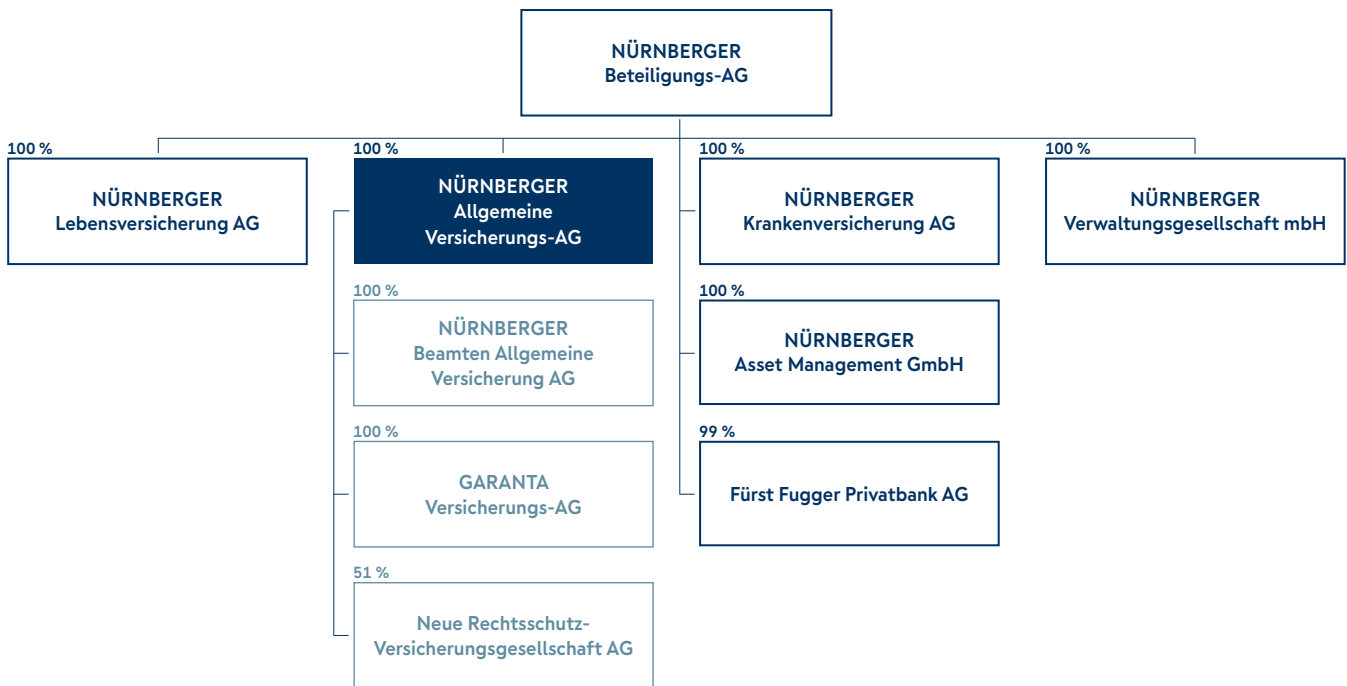 NÜRNBERGER
Beteiligungs-AG
100 %
NÜRNBERGER
Lebensversicherung AG
100 %
NÜRNBERGER
Allgemeine
Versicherungs-AG
100 %
NÜRNBERGER
Krankenversicherung AG
100 %
NÜRNBERGER
Verwaltungsgesellschaft mbH
100 %
NÜRNBERGER
Beamten Allgemeine
Versicherung AG
100 %
NÜRNBERGER
Asset Management GmbH
100 %
GARANTA
Versicherungs-AG
99 %
Fürst Fugger Privatbank AG
51 %
Neue Rechtsschutz-
Versicherungsgesellschaft AG